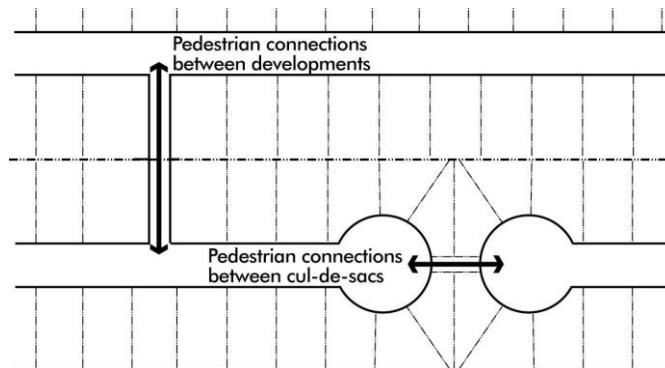 Pedestrian connections
between developments
Pedestrian connections
between cul-de-sacs